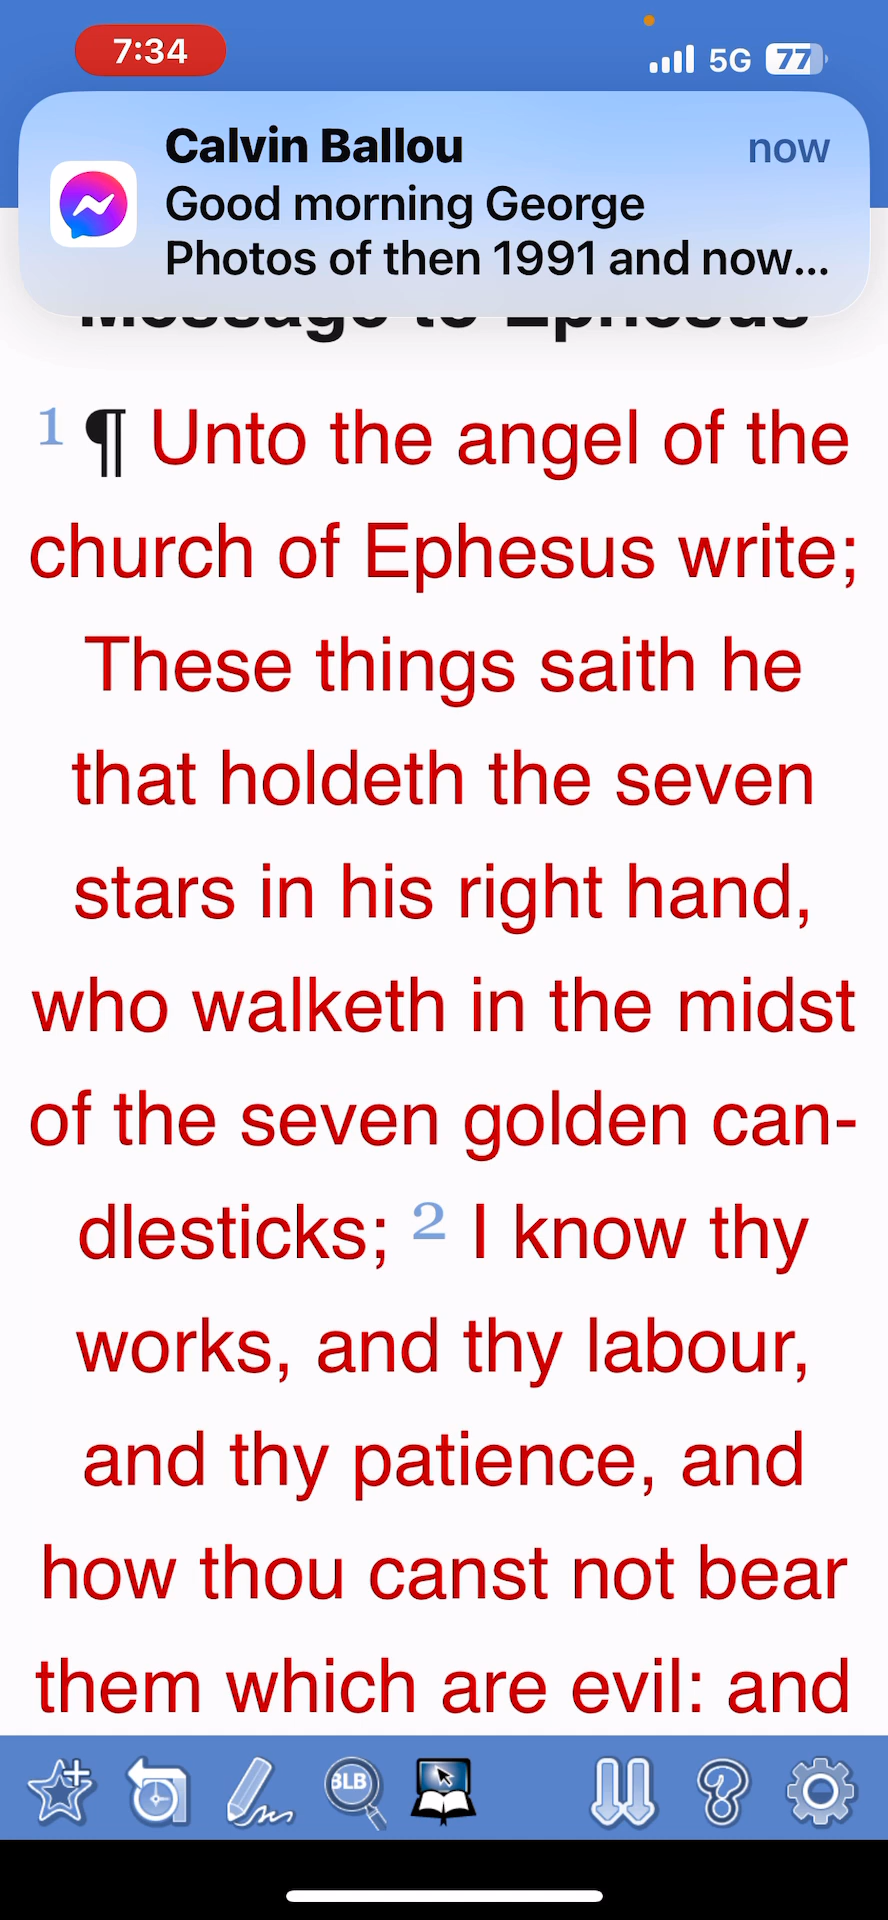 7:34
5G 77
Calvin Ballou now
Good morning George
Photos of then 1991 and now...
Message to Ephesus
1 ¶ Unto the angel of the
church of Ephesus write;
These things saith he
that holdeth the seven
stars in his right hand,
who walketh in the midst
of the seven golden can-
dlesticks; 2 I know thy
works, and thy labour,
and thy patience, and
how thou canst not bear
them which are evil: and
BLB